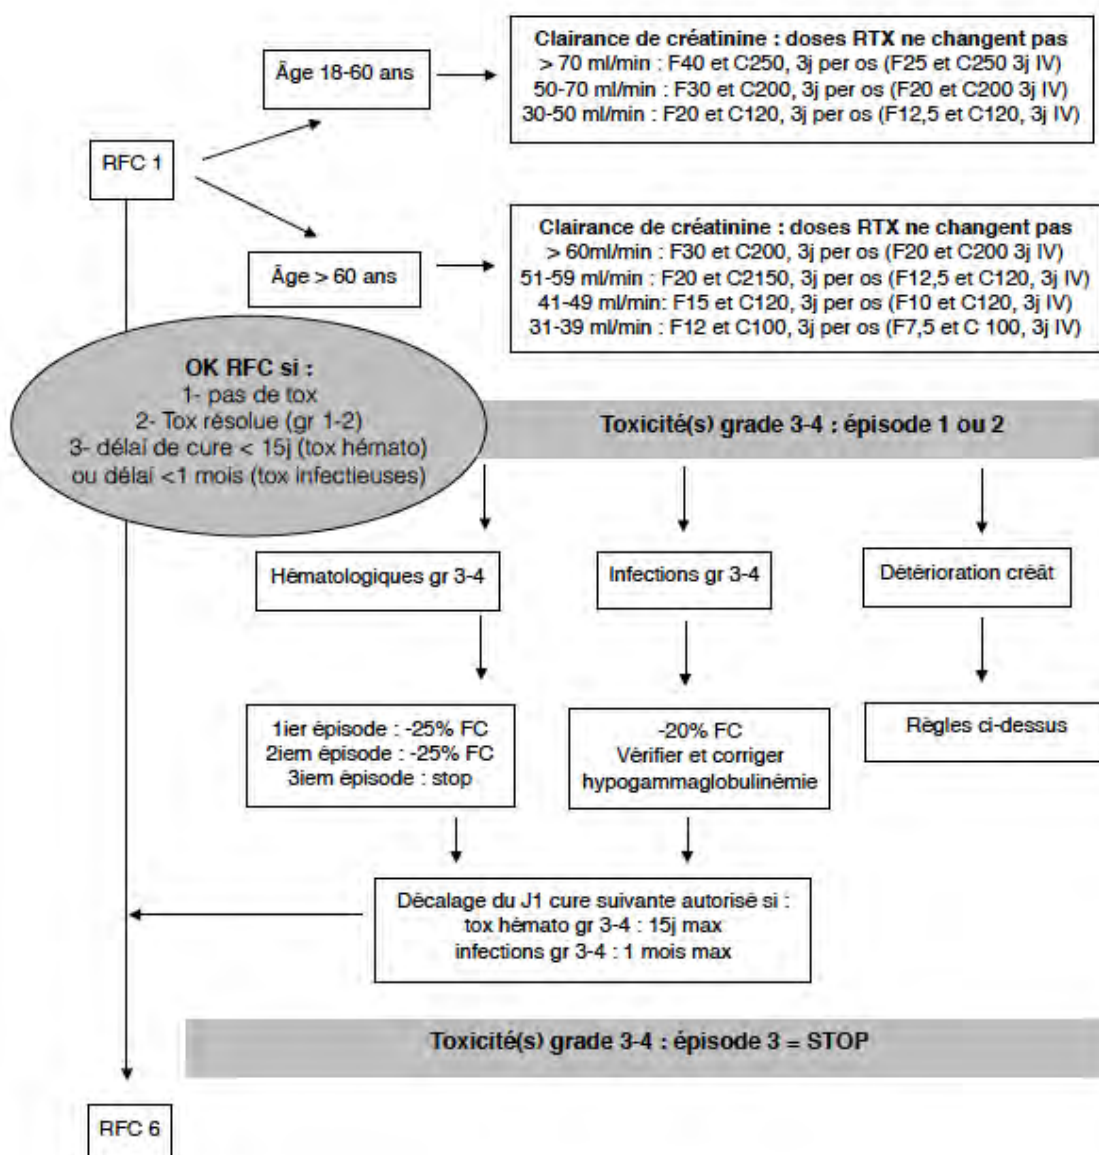 Âge 18-60 ans
Clairance de créatinine : doses RTX ne changent pas
> 70 ml/min : F40 et C250, 3j per os (F25 et C250 3j IV)
50-70 ml/min : F30 et C200, 3j per os (F20 et C200 3j IV)
30-50 ml/min : F20 et C120, 3j per os (F12,5 et C120, 3j IV)
RFC 1
Âge > 60 ans
Clairance de créatinine : doses RTX ne changent pas
> 60ml/min : F30 et C200, 3j per os (F20 et C200 3j IV)
51-59 ml/min : F20 et C2150, 3j per os (F12,5 et C120, 3j IV)
41-49 ml/min: F15 et C120, 3j per os (F10 et C120, 3j IV)
31-39 ml/min : F12 et C100, 3j per os (F7,5 et C 100, 3j IV)
OK RFC si :
1- pas de tox
2- Tox résolue (gr 1-2)
3- délai de cure < 15j (tox hémato)
ou délai <1 mois (tox infectieuses)
Toxicité(s) grade 3-4 : épisode 1 ou 2
Hématologiques gr 3-4
Infections gr 3-4
Détérioration créât
1ier épisode : -25% FC
2iem épisode : -25% FC
3iem épisode : stop
-20% FC
Vérifier et corriger
hypogammaglobulinémie
Règles ci-dessus
Décalage du J1 cure suivante autorisé si :
tox hémato gr 3-4 : 15j max
infections gr 3-4 : 1 mois max
Toxicité(s) grade 3-4 : épisode 3 = STOP
RFC 6